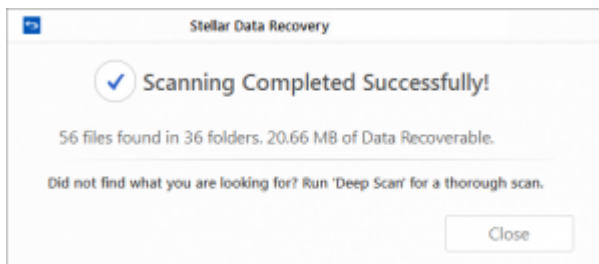 Stellar Data Recovery
Scanning Completed Successfully!
56 files found in 36 folders. 20.66 MB of Data Recoverable.
Did not find what you are looking for? Run 'Deep Scan' for a thorough scan.
Close